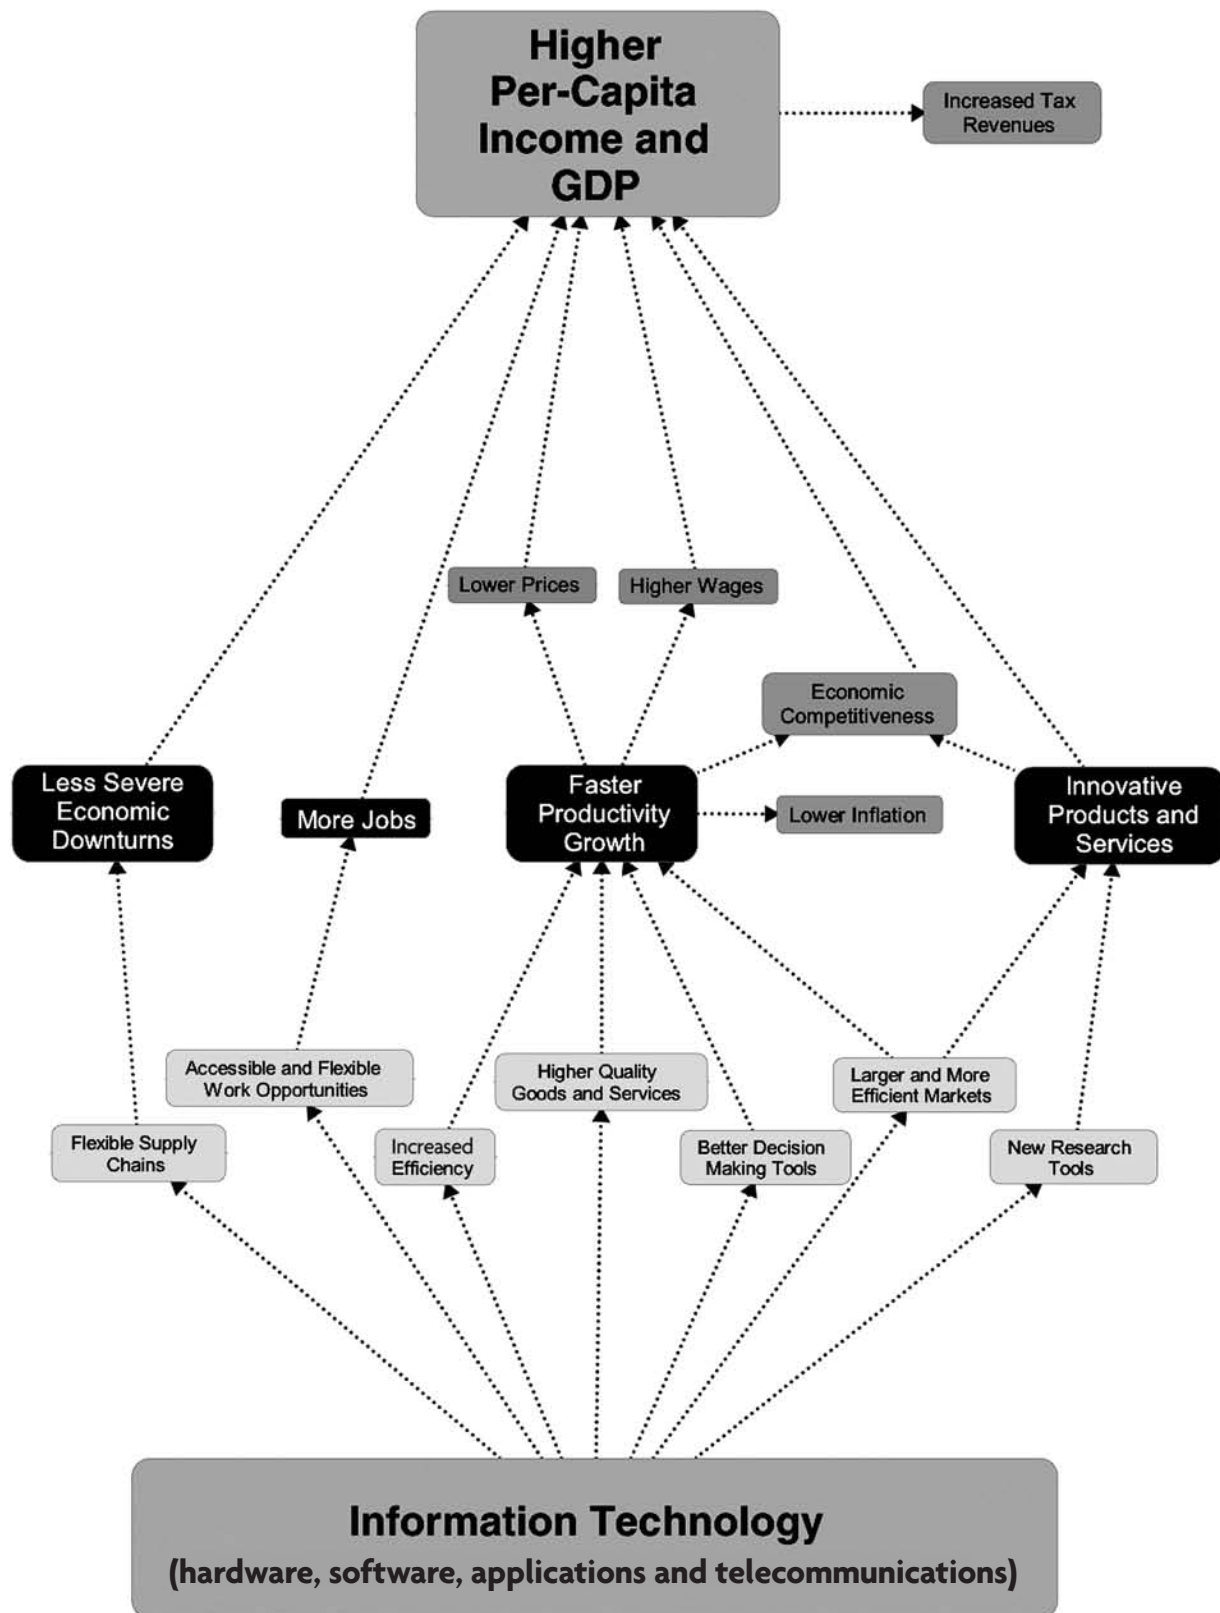 Higher
Per-Capita
Income and
GDP
Increased Tax
Revenues
Lower Prices
Higher Wages
Economic
Competitiveness
Less Severe
Economic
Downturns
More Jobs
Faster
Productivity
Growth
Lower Inflation
Innovative
Products and
Services
Accessible and Flexible
Work Opportunities
Higher Quality
Goods and Services
Larger and More
Efficient Markets
Flexible Supply
Chains
Increased
Efficiency
Better Decision
Making Tools
New Research
Tools
Information Technology
(hardware, software, applications and telecommunications)